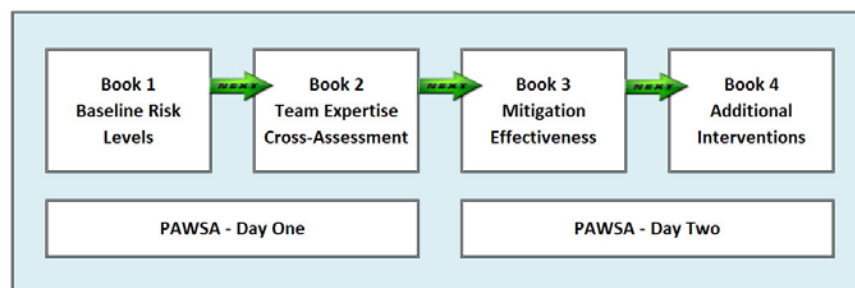 Book 1
Baseline Risk
Levels
NEXT
Book 2
Team Expertise
Cross-Assessment
NEXT
Book 3
Mitigation
Effectiveness
NEXT
Book 4
Additional
Interventions
PAWSA - Day One
PAWSA - Day Two